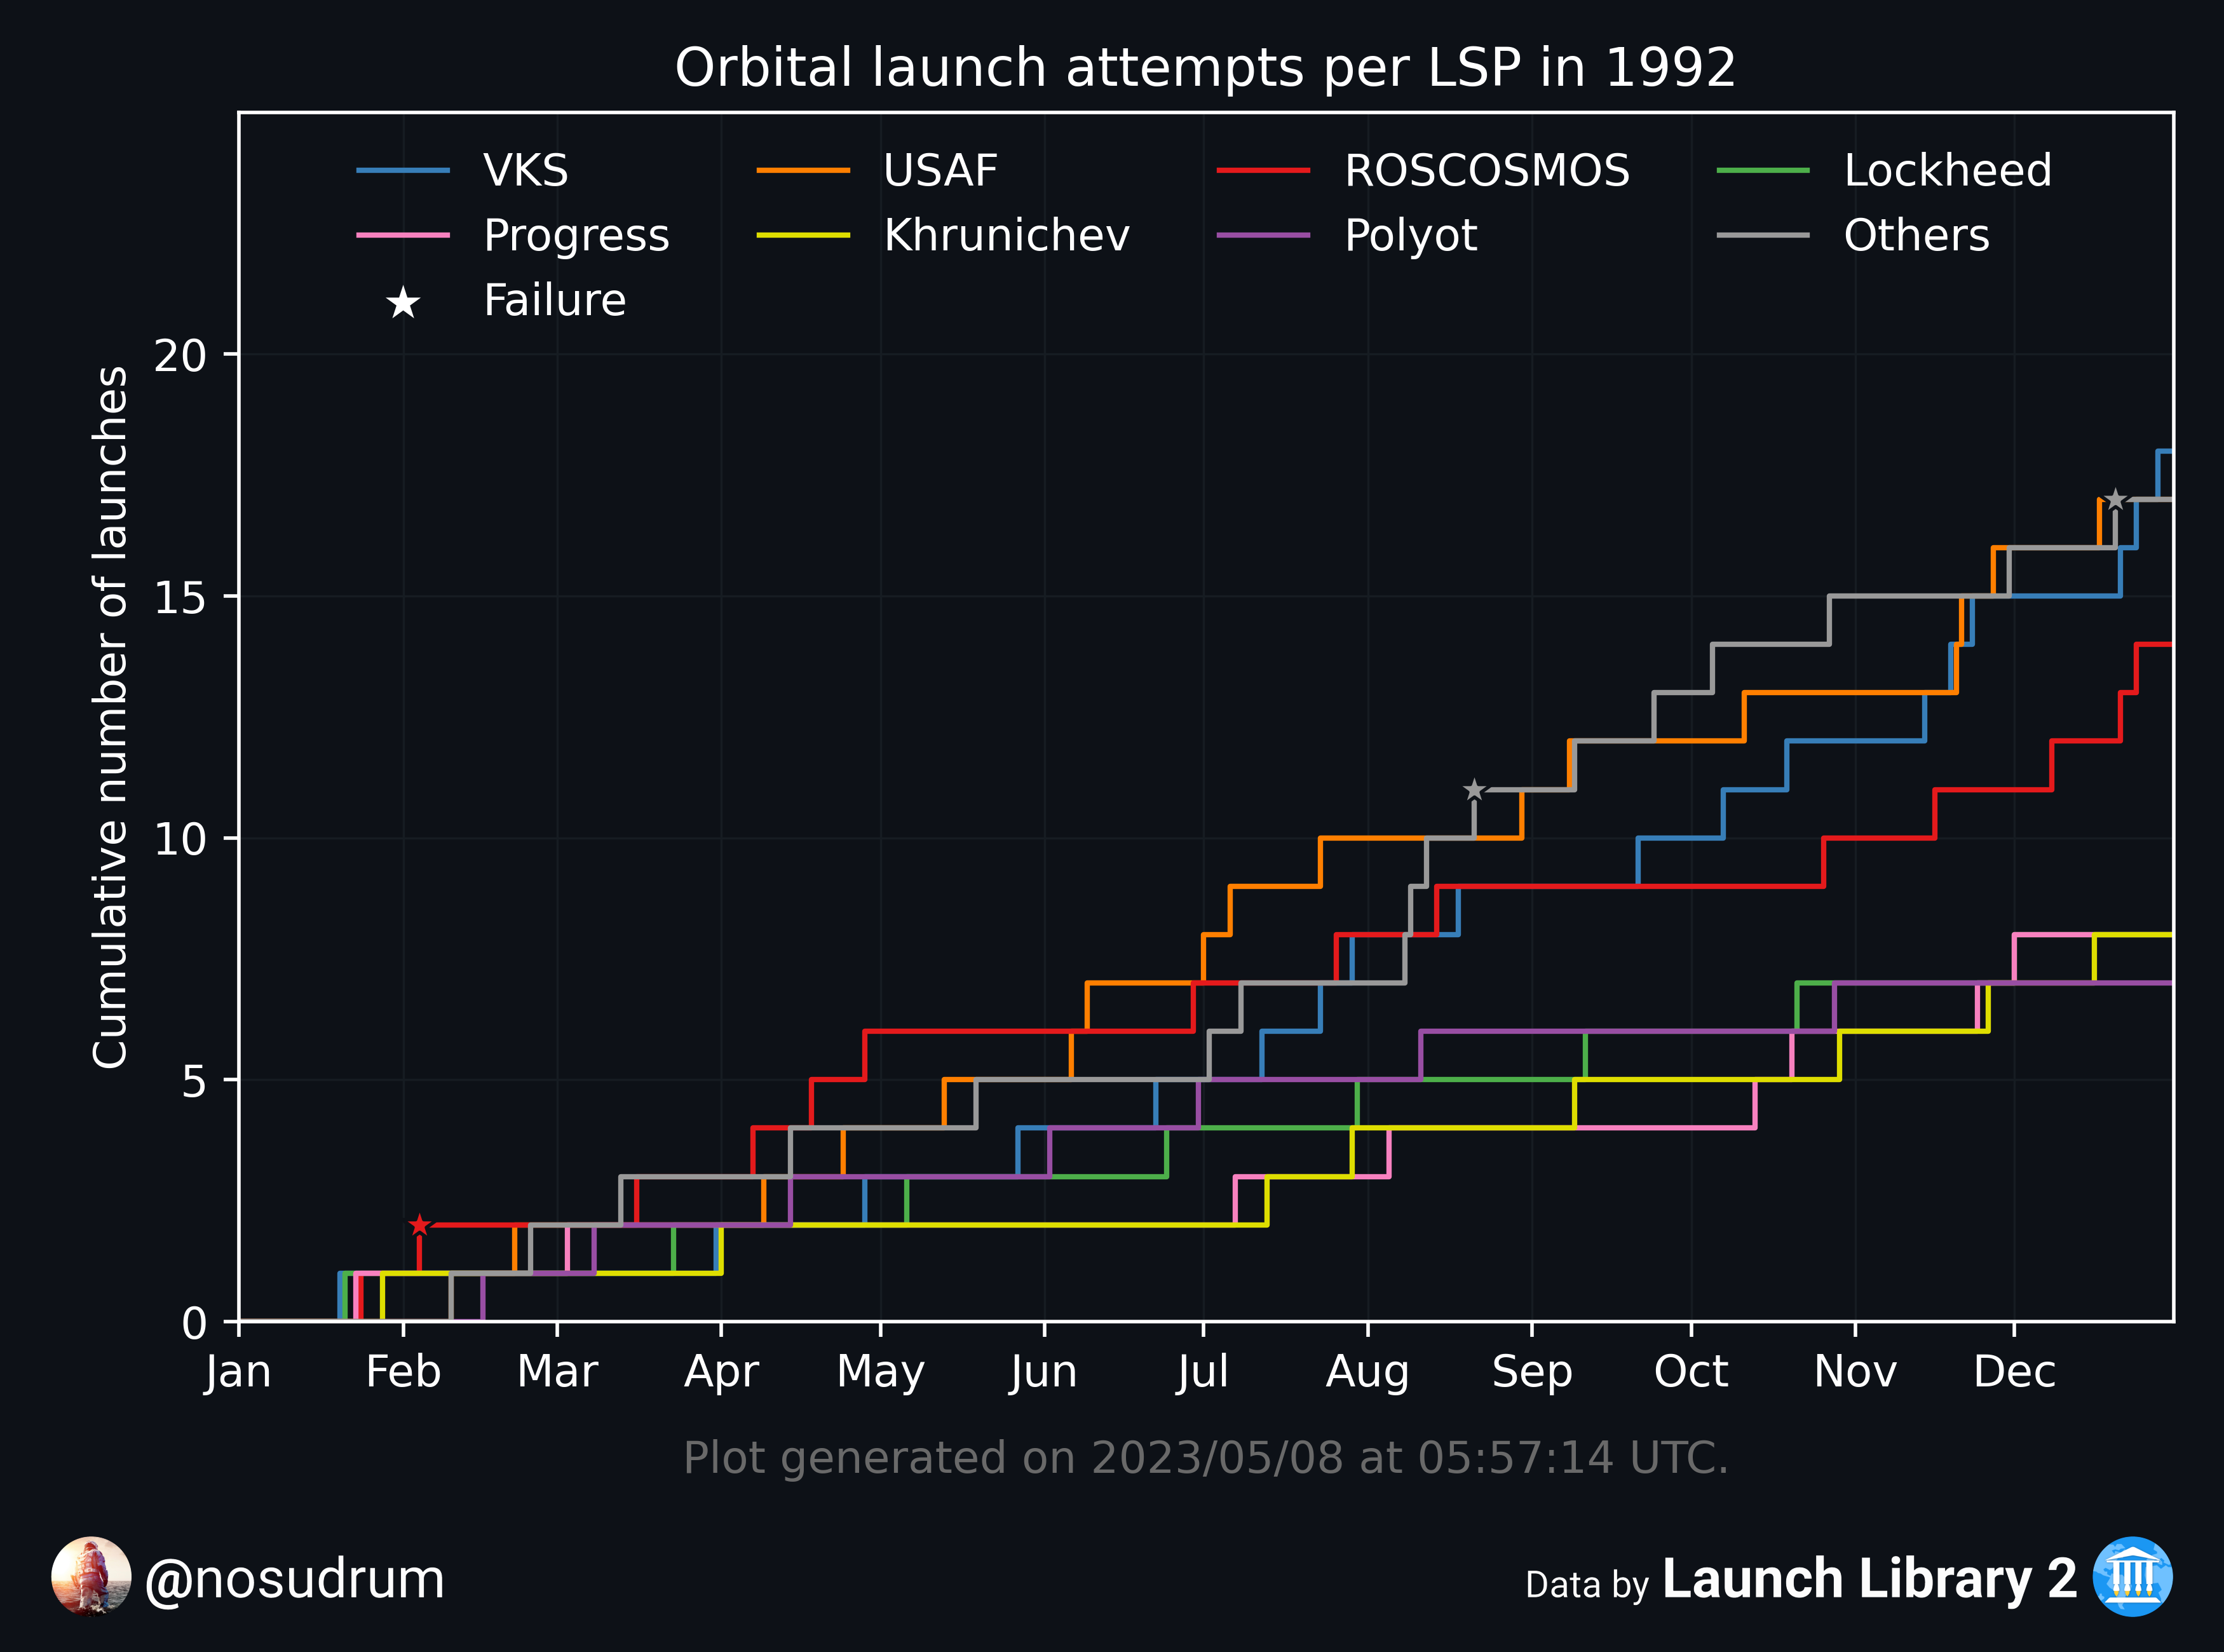 Orbital launch attempts per LSP in 1992
VKS USAF ROSCOSMOS Lockheed
Progress Khrunichev Polyot Others
Failure
Cumulative number of launches
20
15
10
5
0
Jan Feb Mar Apr May Jun Jul Aug Sep Oct Nov Dec
Plot generated on 2023/05/08 at 05:57:14 UTC.
@nosudrum
Data by Launch Library 2